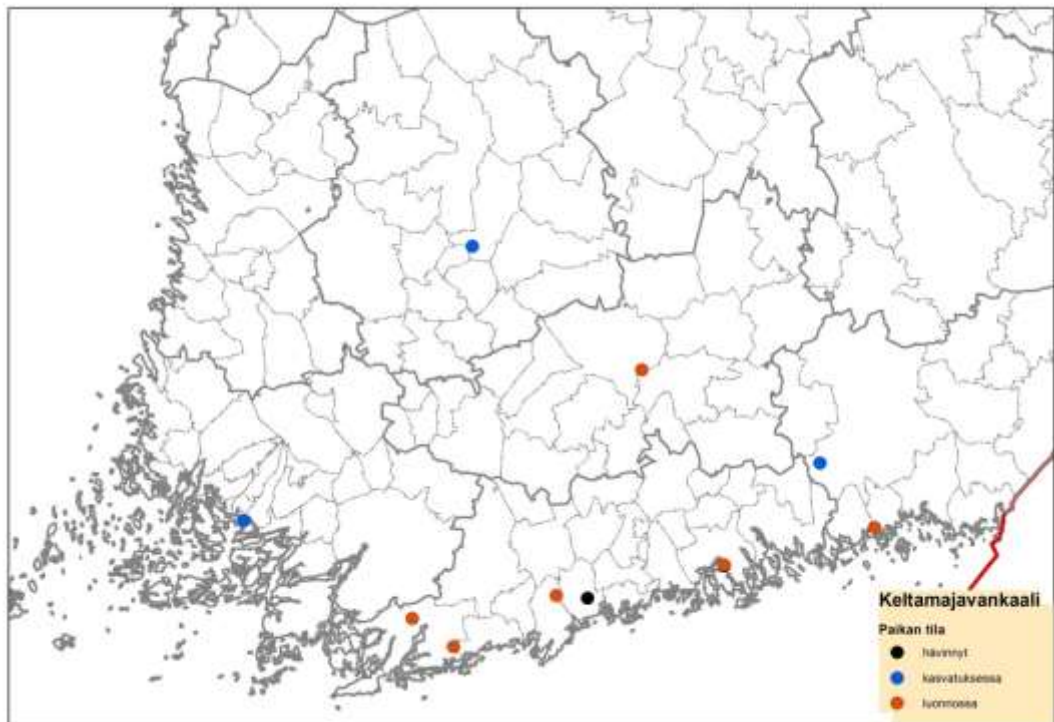 Keltamajavankaali
Paikan tila
hävinnyt
kasvatuksessa
luonnossa